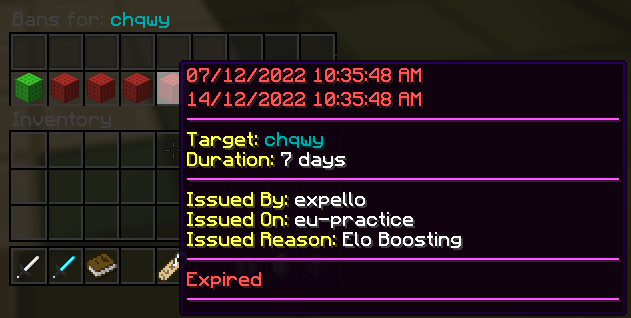 Bans for: chqwy
07/12/2022 10:35:48 AM
14/12/2022 10:35:48 AM
Target: chqwy
Duration: 7 days
Issued By: expello
Issued On: eu-practice
Issued Reason: Elo Boosting
Expired
Inventory